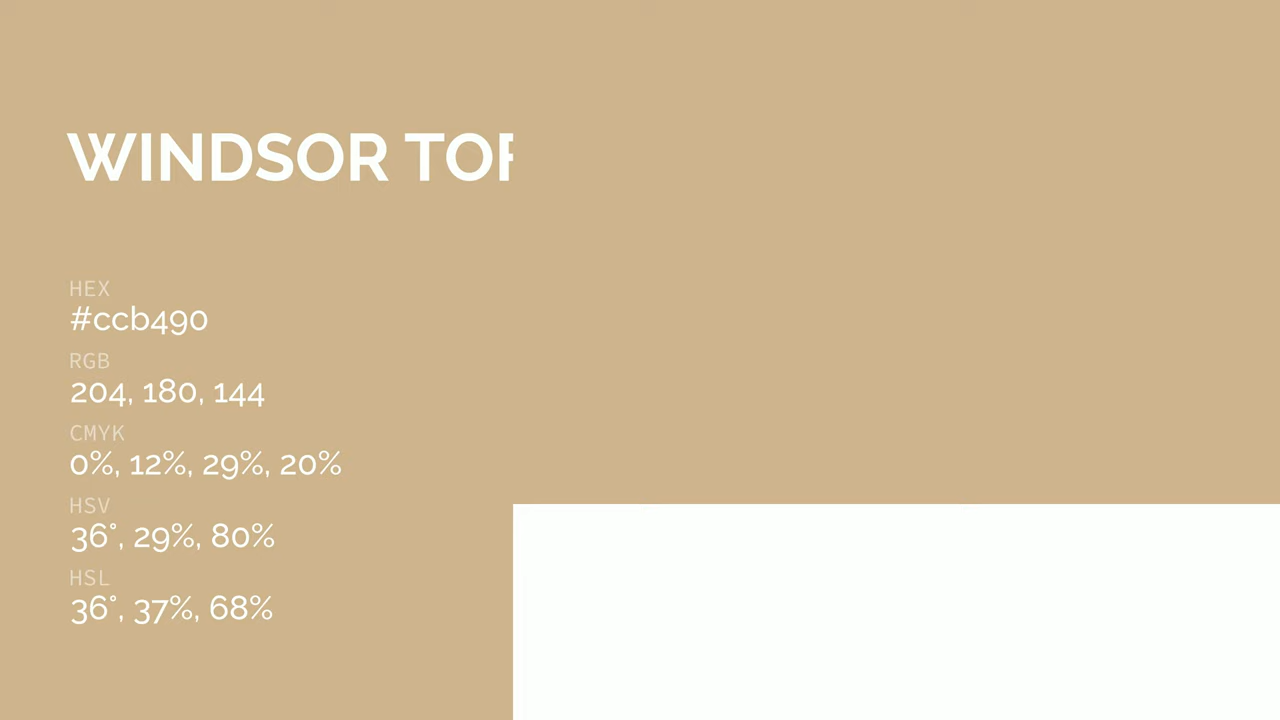 WINDSOR
HEX
#ccb490
RGB
204, 180, 144
CMYK
0%, 12%, 29%, 20%
HSV
36°, 29%, 80%
HSL
36°, 37%, 68%